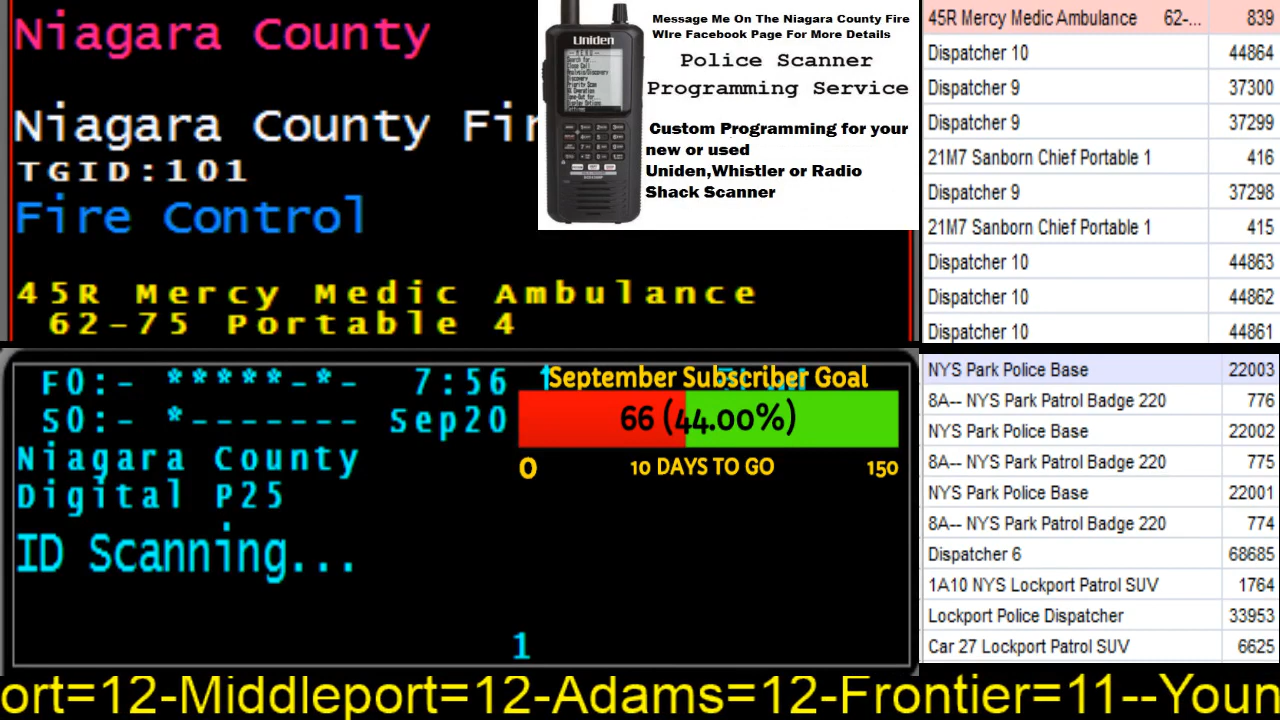 Niagara County
Niagara County Fir
TGID:101
Fire Control
45R Mercy Medic Ambulance
62-75 Portable 4
Uniden
Message Me On The Niagara County Fire
WIre Facebook Page For More Details
Police Scanner
Programming Service
Custom Programming for your
new or used
Uniden,Whistler or Radio
Shack Scanner
45R Mercy Medic Ambulance 62-... 839
Dispatcher 10 44864
Dispatcher 9 37300
Dispatcher 9 37299
21M7 Sanborn Chief Portable 1 416
Dispatcher 9 37298
21M7 Sanborn Chief Portable 1 415
Dispatcher 10 44863
Dispatcher 10 44862
Dispatcher 10 44861
F0:- *****-*- 7:56
S0:- *------- Sep20
Niagara County
Digital P25
ID Scanning...
1
September Subscriber Goal
66 (44.00%)
0 10 DAYS TO GO 150
NYS Park Police Base 22003
8A-- NYS Park Patrol Badge 220 776
NYS Park Police Base 22002
8A-- NYS Park Patrol Badge 220 775
NYS Park Police Base 22001
8A-- NYS Park Patrol Badge 220 774
Dispatcher 6 68685
1A10 NYS Lockport Patrol SUV 1764
Lockport Police Dispatcher 33953
Car 27 Lockport Patrol SUV 6625
ort=12-Middleport=12-Adams=12-Frontier=11--Youn